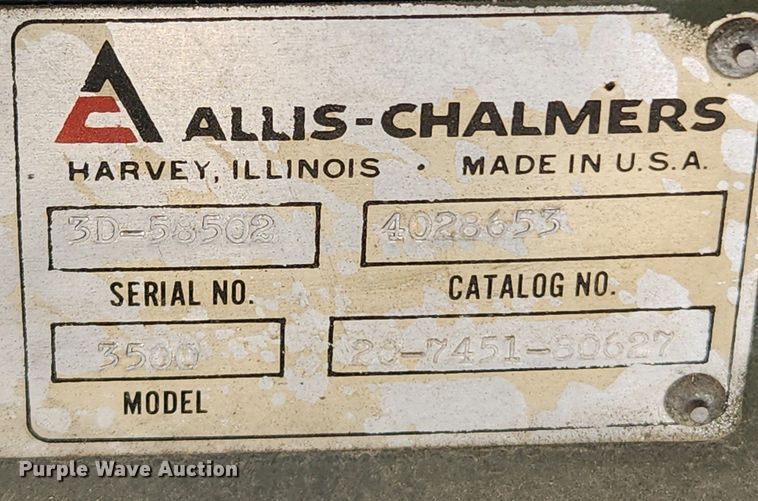 ALLIS-CHALMERS
HARVEY, ILLINOIS · MADE IN U.S.A.
3D-58502 4028653
SERIAL NO. CATALOG NO.
3500 20-7451-80627
MODEL
Purple Wave Auction